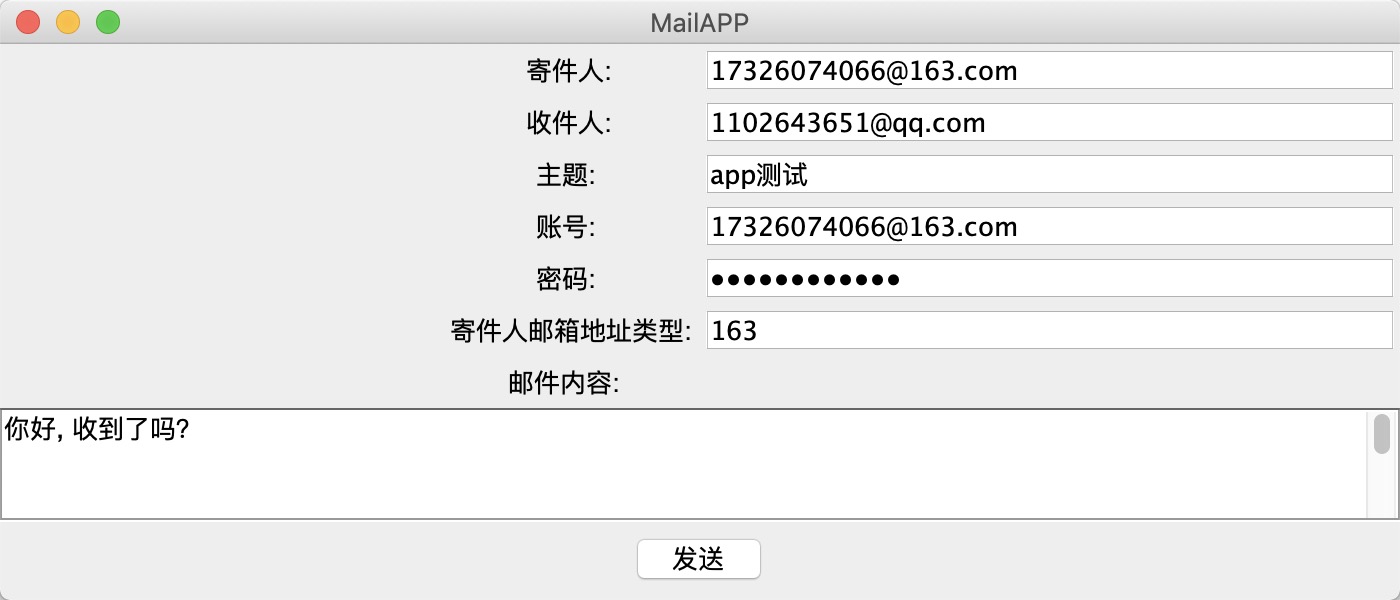 MailAPP
寄件人: 17326074066@163.com
收件人: 1102643651@qq.com
主题: app测试
账号: 17326074066@163.com
密码: ●●●●●●●●●●●●
寄件人邮箱地址类型: 163
邮件内容:
你好, 收到了吗?
发送